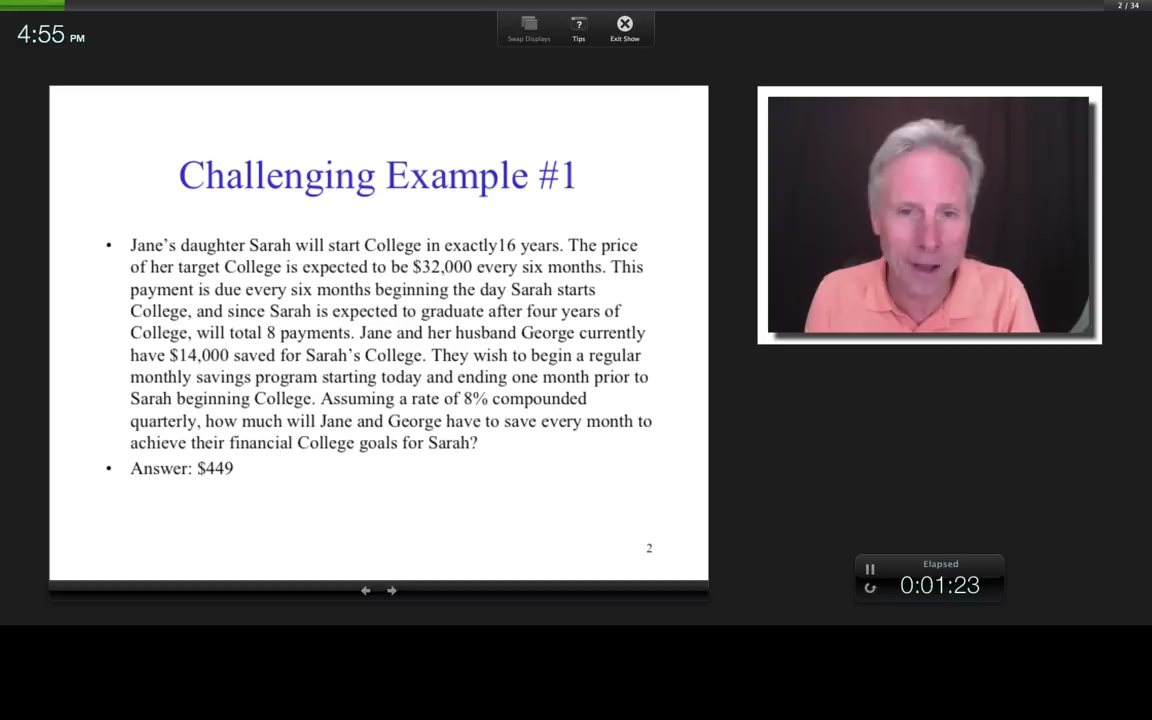 2 / 34
4:55 PM
Swap Displays
Tips
Exit Show
Challenging Example #1
• Jane’s daughter Sarah will start College in exactly16 years. The price
of her target College is expected to be $32,000 every six months. This
payment is due every six months beginning the day Sarah starts
College, and since Sarah is expected to graduate after four years of
College, will total 8 payments. Jane and her husband George currently
have $14,000 saved for Sarah’s College. They wish to begin a regular
monthly savings program starting today and ending one month prior to
Sarah beginning College. Assuming a rate of 8% compounded
quarterly, how much will Jane and George have to save every month to
achieve their financial College goals for Sarah?
• Answer: $449
2
Elapsed
0:01:23